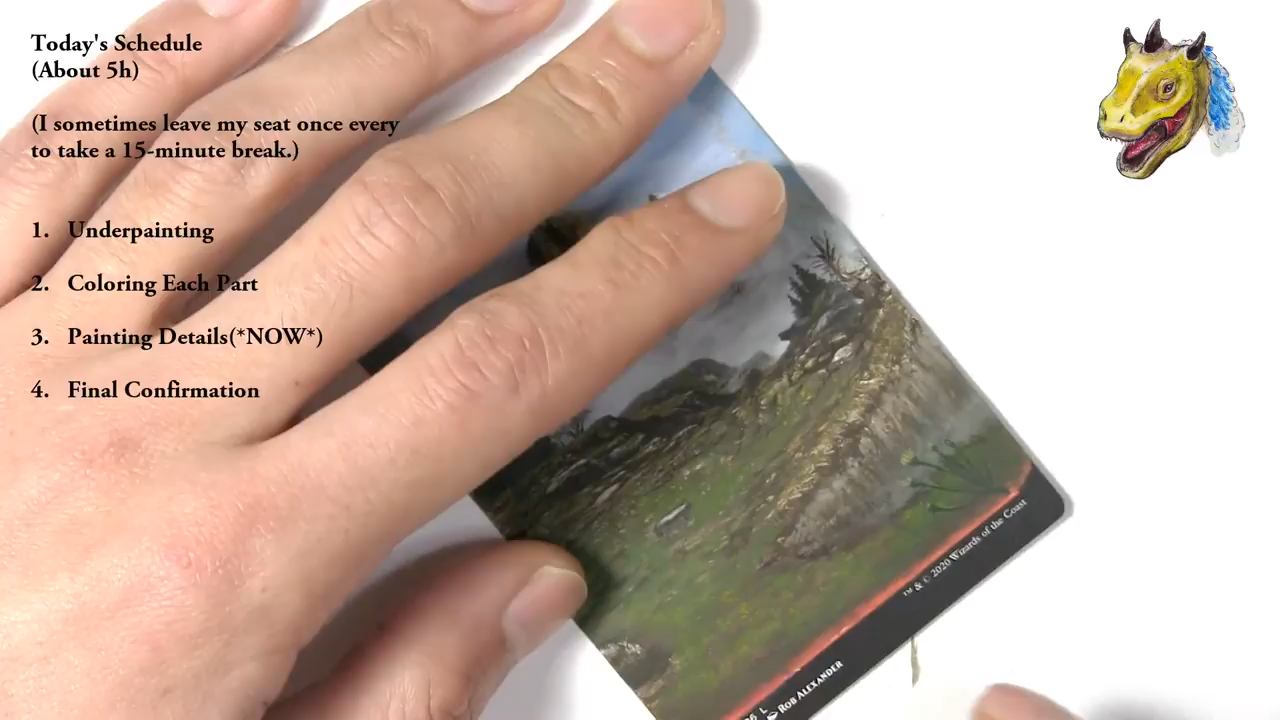 Today's Schedule
(About 5h)
(I sometimes leave my seat once every
to take a 15-minute break.)
1. Underpainting
2. Coloring Each Part
3. Painting Details(*NOW*)
4. Final Confirmation
™ & © 2020 Wizards of the Coast
L
ROB ALEXANDER